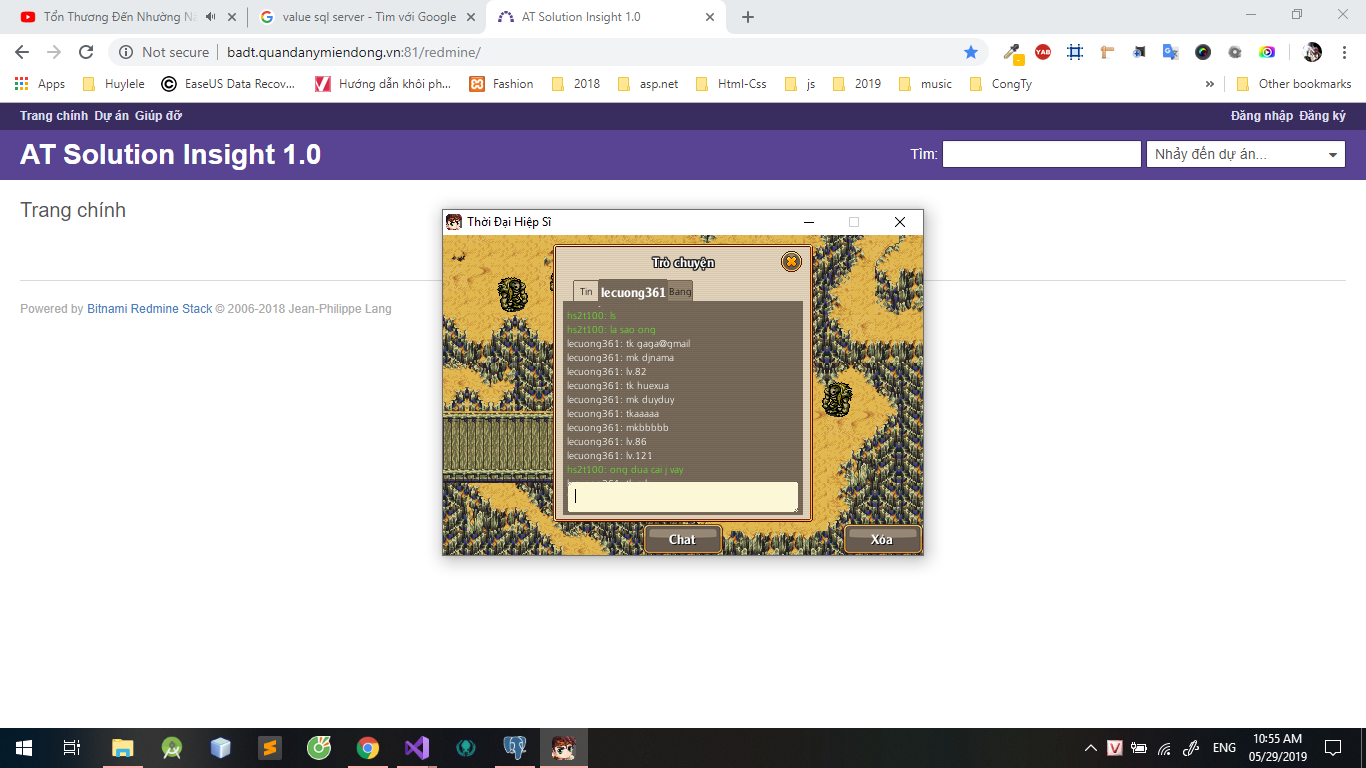 Tổn Thương Đến Nhường Nà
value sql server - Tìm với Google
AT Solution Insight 1.0
Not secure
badt.quandanymiendong.vn:81/redmine/
YAB
Apps
Huylele
EaseUS Data Recov...
Hướng dẫn khôi ph...
Fashion
2018
asp.net
Html-Css
js
2019
music
CongTy
»
Other bookmarks
Trang chính Dự án Giúp đỡ
Đăng nhập Đăng ký
AT Solution Insight 1.0
Tìm:
Nhảy đến dự án...
Trang chính
Powered by Bitnami Redmine Stack © 2006-2018 Jean-Philippe Lang
Thời Đại Hiệp Sĩ
Trò chuyện
Tin
lecuong361
Bang
hs2t100: ls
hs2t100: la sao ong
lecuong361: tk gaga@gmail
lecuong361: mk djnama
lecuong361: lv.82
lecuong361: tk huexua
lecuong361: mk duyduy
lecuong361: tkaaaaa
lecuong361: mkbbbbb
lecuong361: lv.86
lecuong361: lv.121
hs2t100: ong dua cai j vay
Chat
Xóa
ENG
10:55 AM
05/29/2019